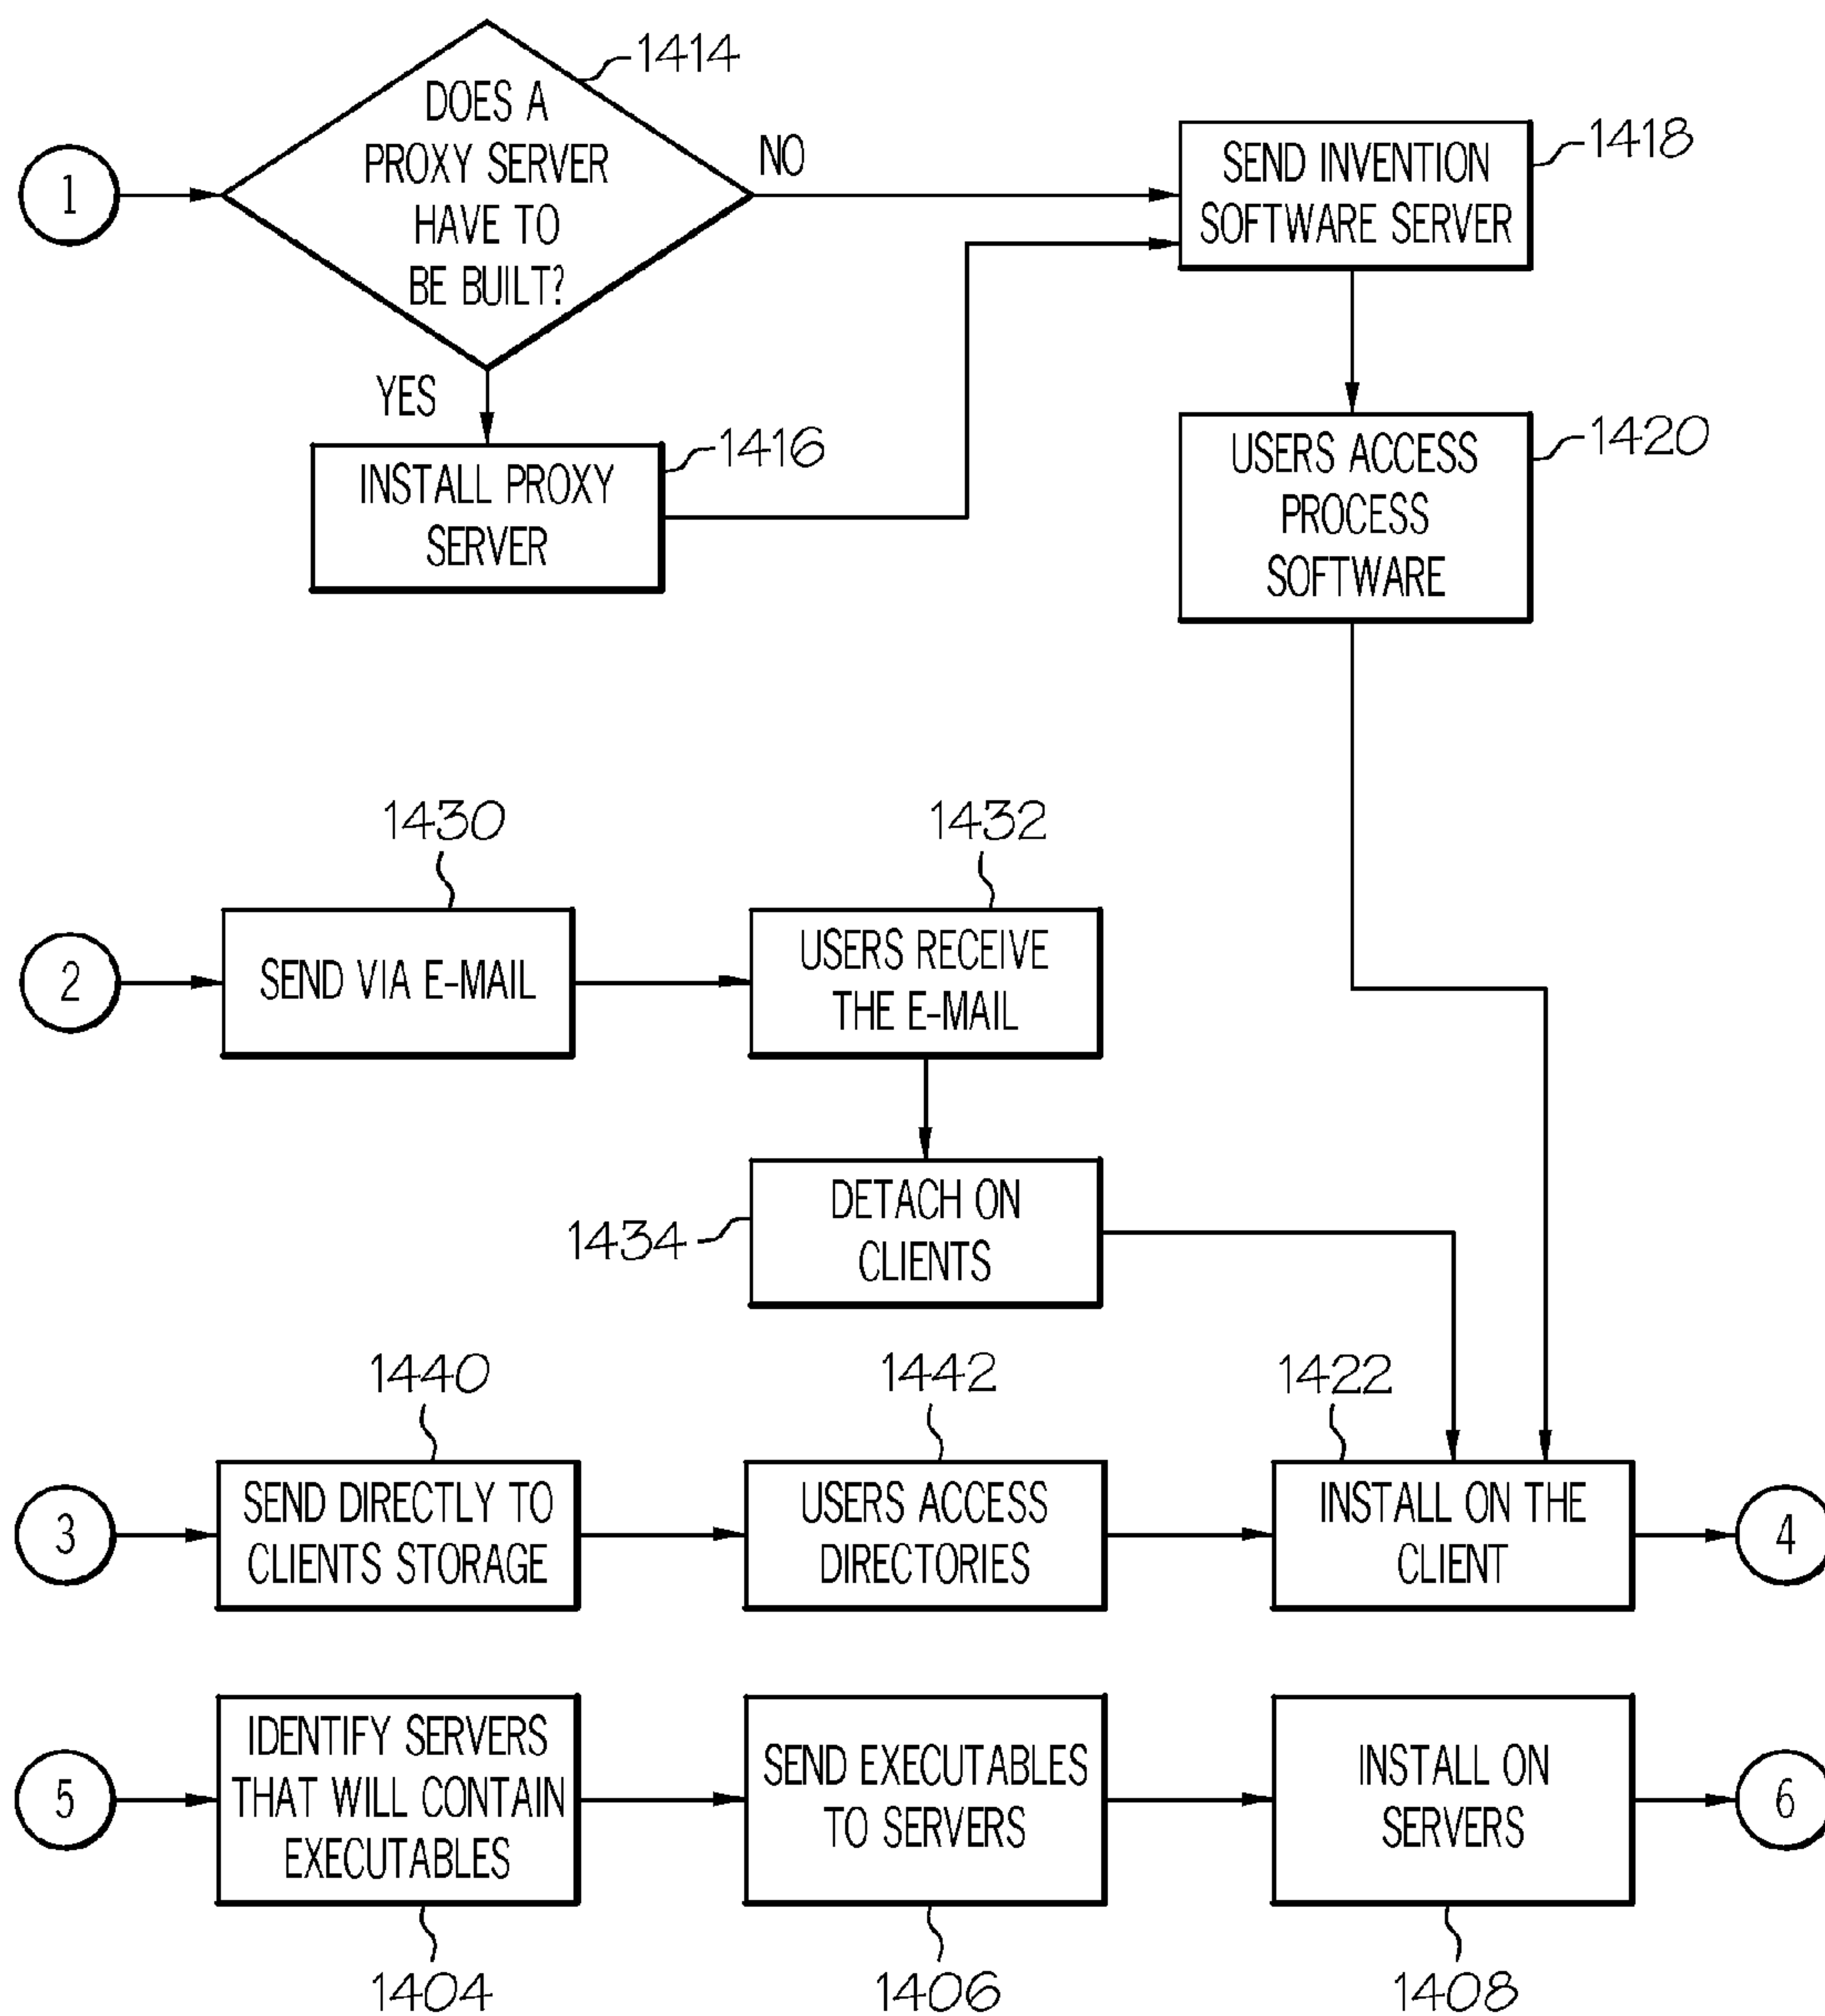 1414
DOES A
PROXY SERVER
HAVE TO
BE BUILT?
1
NO
SEND INVENTION
SOFTWARE SERVER
1418
YES
INSTALL PROXY
SERVER
1416
USERS ACCESS
PROCESS
SOFTWARE
1420
1430
1432
2
SEND VIA E-MAIL
USERS RECEIVE
THE E-MAIL
DETACH ON
CLIENTS
1434
1440
1442
1422
3
SEND DIRECTLY TO
CLIENTS STORAGE
USERS ACCESS
DIRECTORIES
INSTALL ON THE
CLIENT
4
5
IDENTIFY SERVERS
THAT WILL CONTAIN
EXECUTABLES
SEND EXECUTABLES
TO SERVERS
INSTALL ON
SERVERS
6
1404
1406
1408